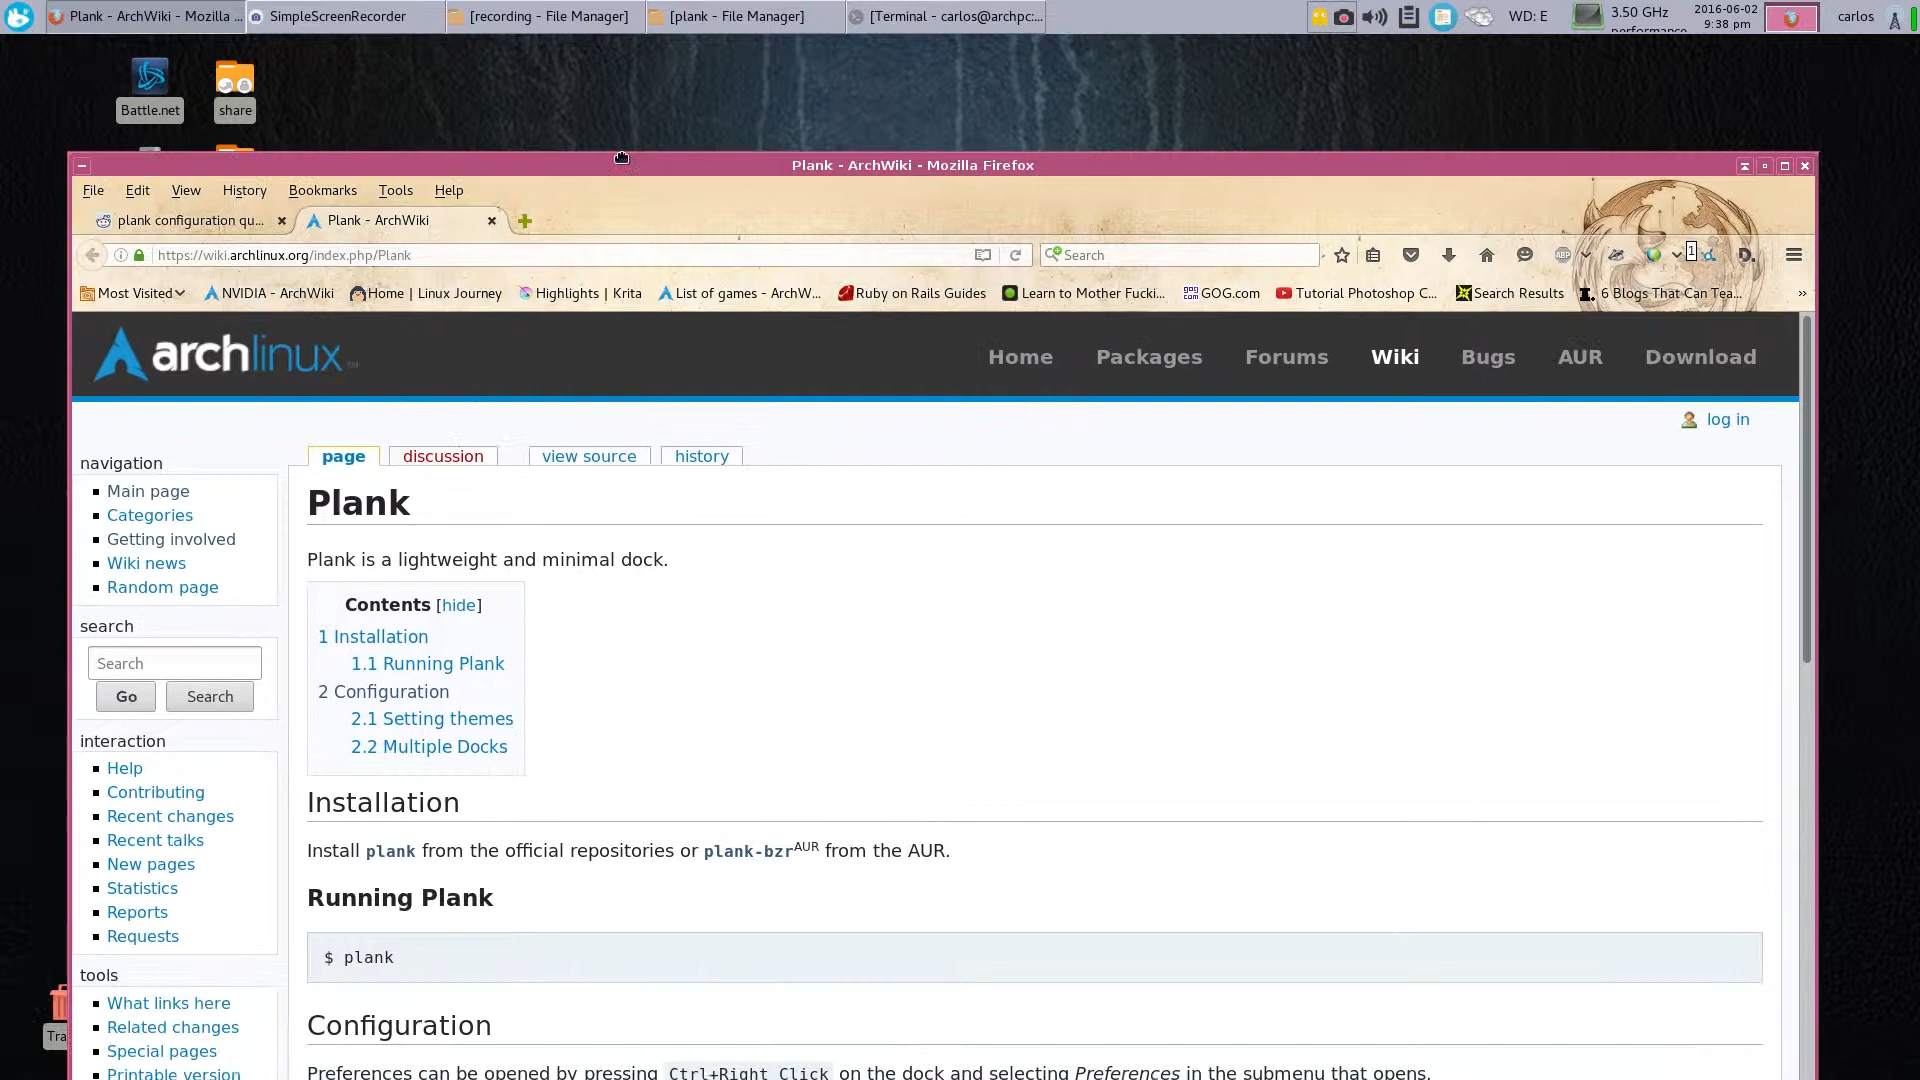 Plank - ArchWiki - Mozilla ... SimpleScreenRecorder [recording - File Manager] [plank - File Manager] [Terminal - carlos@archpc:... WD: E 3.50 GHz 2016-06-02 carlos
performance 9:38 pm
Battle.net share
Plank - ArchWiki - Mozilla Firefox
File Edit View History Bookmarks Tools Help
plank configuration qu... Plank - ArchWiki
https://wiki.archlinux.org/index.php/Plank Search ABP 1 D.
Most Visited NVIDIA - ArchWiki Home | Linux Journey Highlights | Krita List of games - ArchW... Ruby on Rails Guides Learn to Mother Fucki... GOG.com Tutorial Photoshop C... Search Results 6 Blogs That Can Tea... »
archlinux™ Home Packages Forums Wiki Bugs AUR Download
log in
page discussion view source history
navigation
Main page
Categories
Getting involved
Wiki news
Random page
search
Search
Go Search
interaction
Help
Contributing
Recent changes
Recent talks
New pages
Statistics
Reports
Requests
tools
What links here
Related changes
Special pages
Printable version
Plank
Plank is a lightweight and minimal dock.
Contents [hide]
1 Installation
1.1 Running Plank
2 Configuration
2.1 Setting themes
2.2 Multiple Docks
Installation
Install plank from the official repositories or plank-bzrAUR from the AUR.
Running Plank
$ plank
Configuration
Preferences can be opened by pressing Ctrl+Right Click on the dock and selecting Preferences in the submenu that opens.
Tra